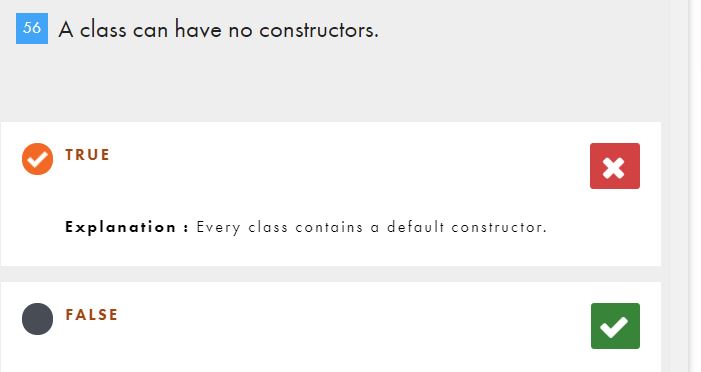 56 A class can have no constructors.
TRUE
Explanation : Every class contains a default constructor.
FALSE